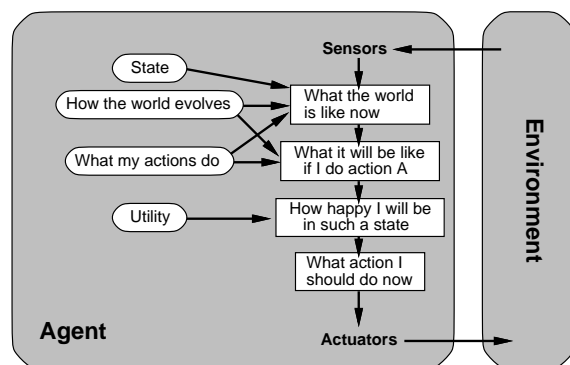 Sensors
State
How the world evolves
What my actions do
Utility
What the world
is like now
What it will be like
if I do action A
How happy I will be
in such a state
What action I
should do now
Agent
Actuators
Environment